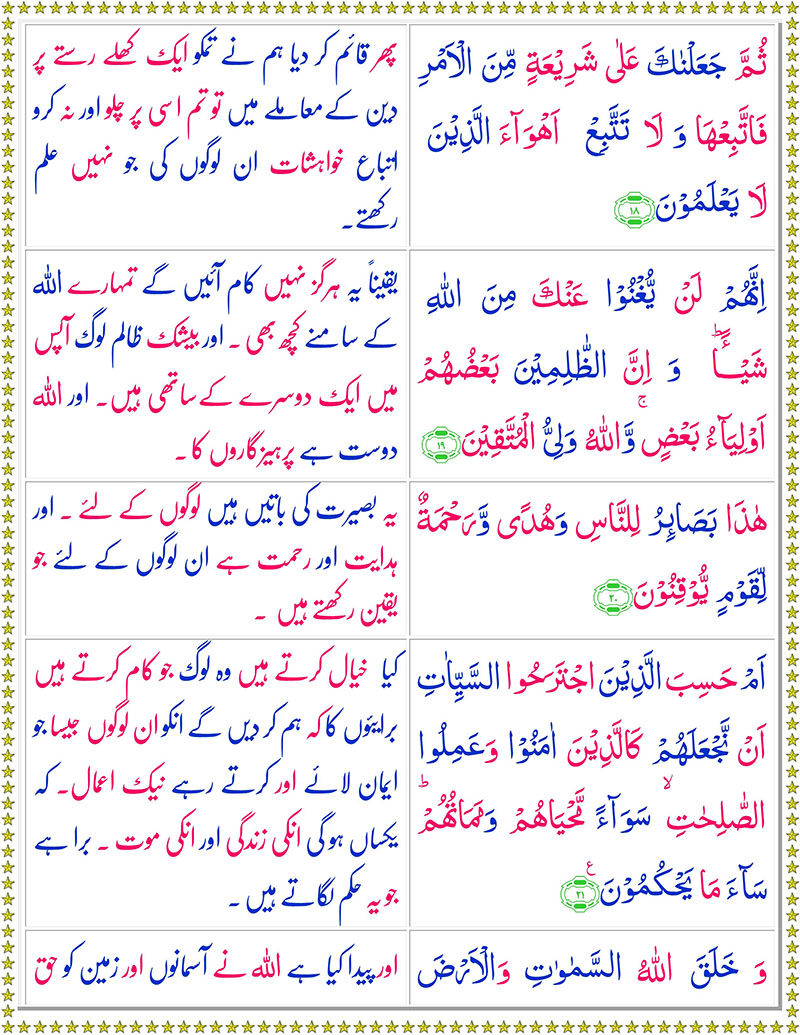 ثُمَّ جَعَلۡنٰكَ عَلٰى شَرِيۡعَةٍ مِّنَ الۡاَمۡرِ
فَاتَّبِعۡهَا وَ لَا تَتَّبِعۡ اَهۡوَآءَ الَّذِيۡنَ
لَا يَعۡلَمُوۡنَ ۱۸
پھر قائم کر دیا ہم نے تمکو ایک کھلے رستے پر
دین کے معاملے میں تو تم اسی پر چلو اور نہ کرو
اتباع خواہشات ان لوگوں کی جو نہیں علم
رکھتے۔
اِنَّهُمۡ لَنۡ يُّغۡنُوۡا عَنۡكَ مِنَ اللّٰهِ
شَيۡـــًٔا‌ ؕ وَ اِنَّ الظّٰلِمِيۡنَ بَعۡضُهُمۡ
اَوۡلِيَآءُ بَعۡضٍ‌ ۚ وَّاللّٰهُ وَلِىُّ الۡمُتَّقِيۡنَ ۱۹
یقیناً یہ ہرگز نہیں کام آئیں گے تمہارے اللہ
کے سامنے کچھ بھی۔ اور بیشک ظالم لوگ آپس
میں ایک دوسرے کے ساتھی ہیں۔ اور اللہ
دوست ہے پرہیزگاروں کا۔
هٰذَا بَصَاۤئِرُ لِلنَّاسِ وَهُدًى وَّرَحۡمَةٌ
لِّقَوۡمٍ يُّوۡقِنُوۡنَ ۲۰
یہ بصیرت کی باتیں ہیں لوگوں کے لئے۔ اور
ہدایت اور رحمت ہے ان لوگوں کے لئے جو
یقین رکھتے ہیں۔
اَمۡ حَسِبَ الَّذِيۡنَ اجۡتَرَحُوا السَّيِّاٰتِ
اَنۡ نَّجۡعَلَهُمۡ كَالَّذِيۡنَ اٰمَنُوۡا وَعَمِلُوا
الصّٰلِحٰتِ ۙ سَوَآءً مَّحۡيَاهُمۡ وَمَمَاتُهُمۡ‌ ؕ
سَآءَ مَا يَحۡكُمُوۡنَ ۲۱ ع
کیا خیال کرتے ہیں وہ لوگ جو کام کرتے ہیں
برایئوں کا کہ ہم کر دیں گے انکو ان لوگوں جیسا جو
ایمان لائے اور کرتے رہے نیک اعمال۔ کہ
یکساں ہو گی انکی زندگی اور انکی موت۔ برا ہے
جو یہ حکم لگاتے ہیں۔
وَ خَلَقَ اللّٰهُ السَّمٰوٰتِ وَالۡاَرۡضَ
اور پیدا کیا ہے اللہ نے آسمانوں اور زمین کو حق